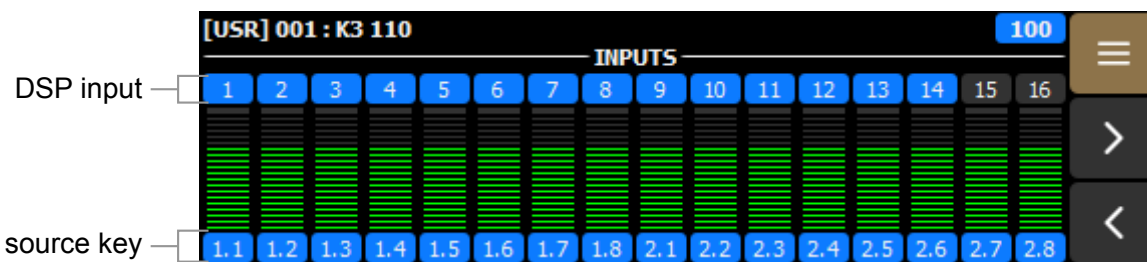 [USR] 001 : K3 110 100
INPUTS
DSP input 1 2 3 4 5 6 7 8 9 10 11 12 13 14 15 16
source key 1.1 1.2 1.3 1.4 1.5 1.6 1.7 1.8 2.1 2.2 2.3 2.4 2.5 2.6 2.7 2.8